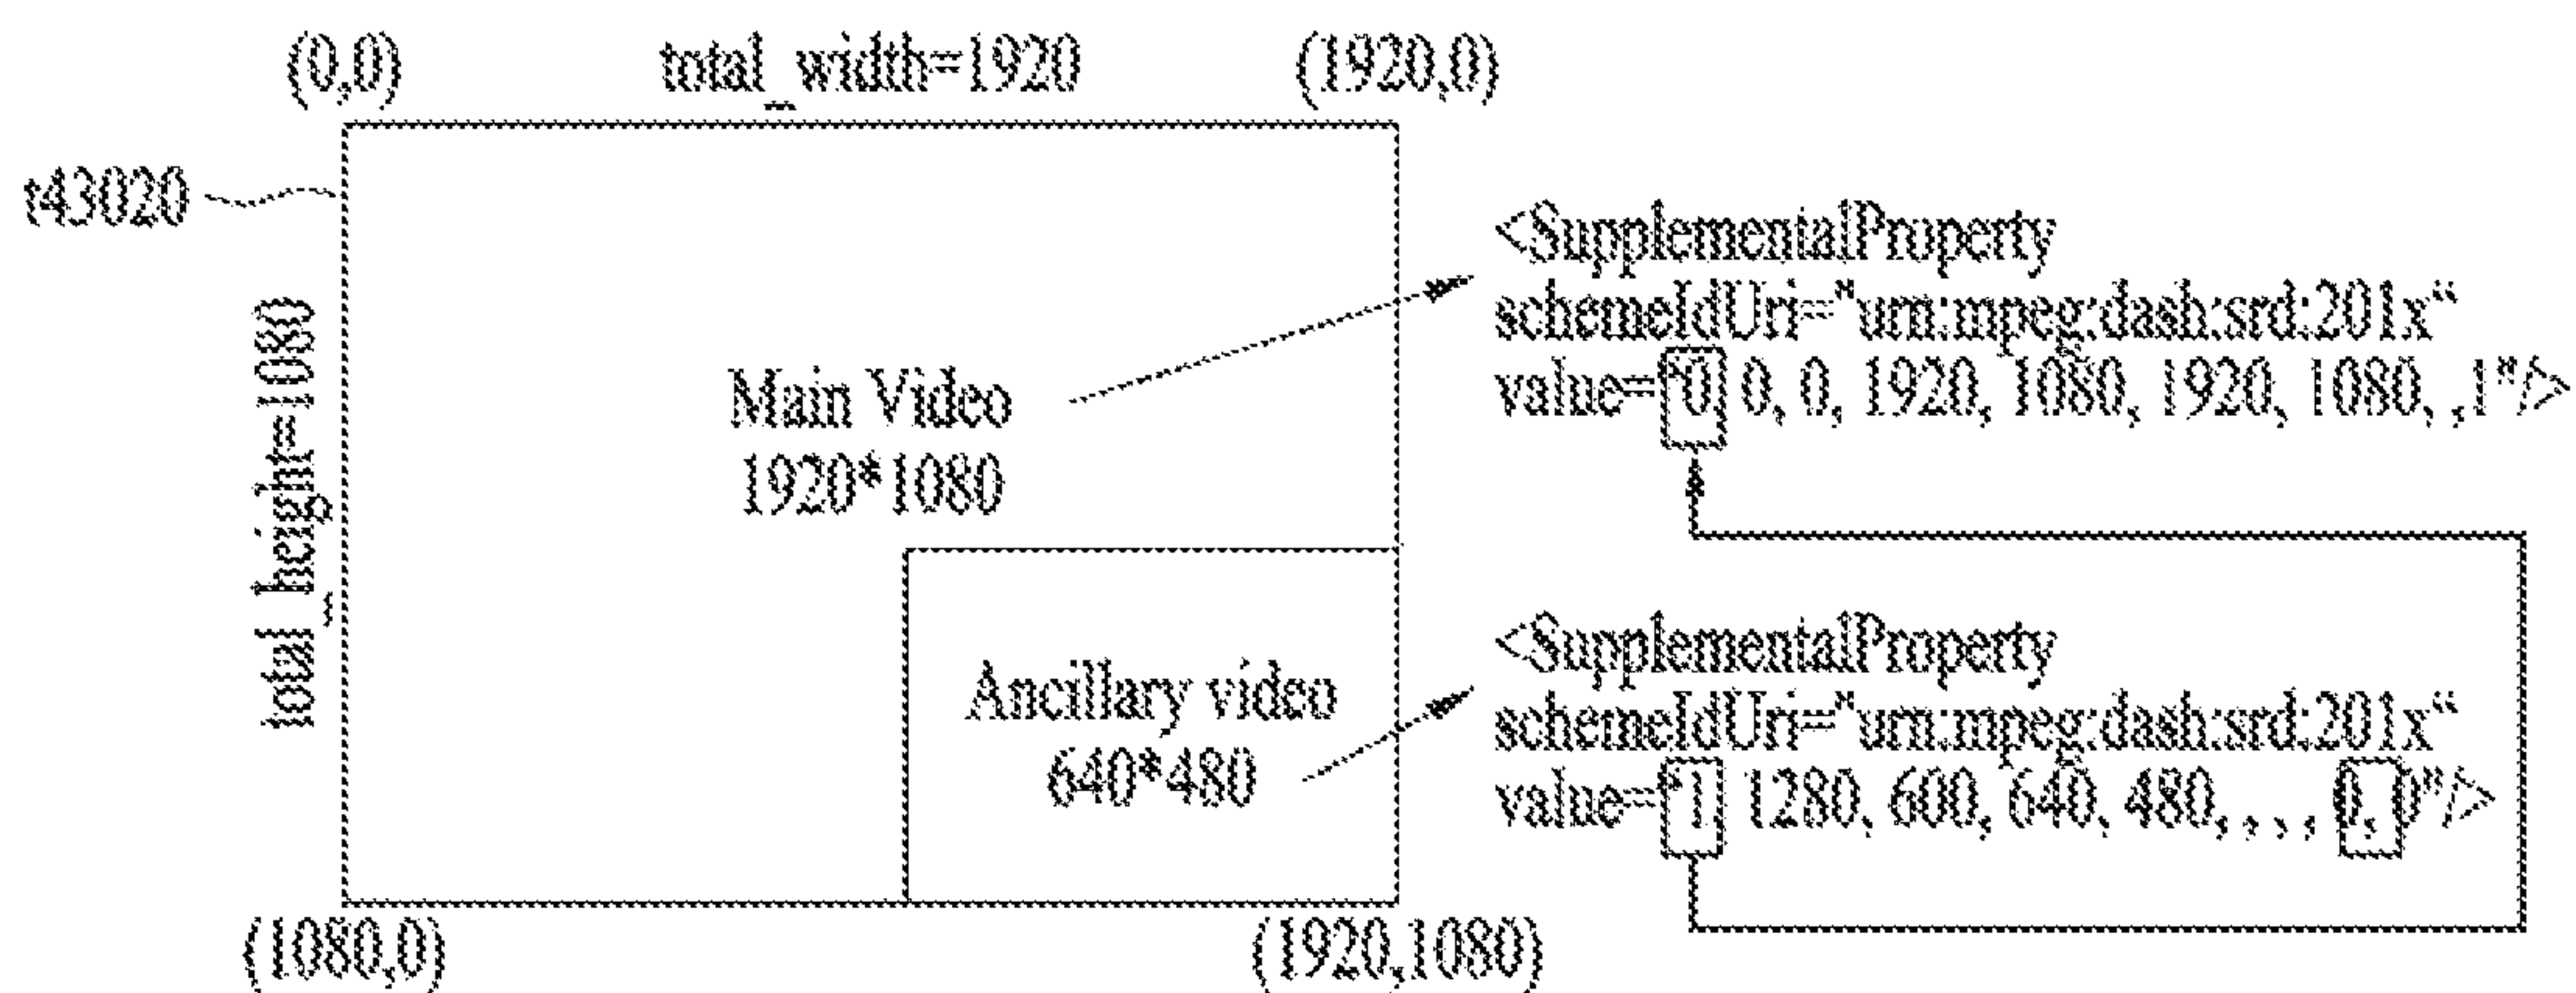 (0,0) total_width=1920 (1920,0)
t43020
total_height=1080
Main Video
1920*1080
Ancillary video
640*480
(1080,0) (1920,1080)
<SupplementalProperty
schemeIdUri="urn:mpeg:dash:srd:201x“
value=“0, 0, 0, 1920, 1080, 1920, 1080, ,1"/>
<SupplementalProperty
schemeIdUri="urn:mpeg:dash:srd:201x“
value=“1, 1280, 600, 640, 480, , , , 0, 0"/>